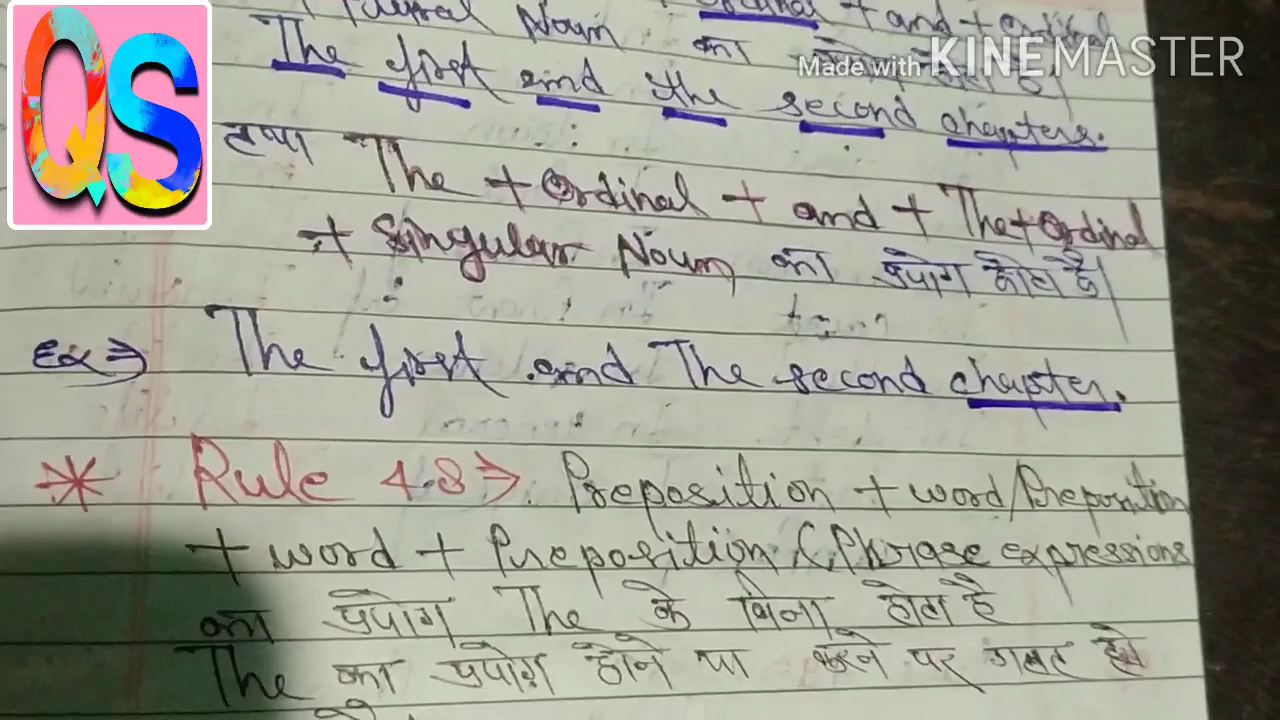 QS
Plural Noun का
Made with KINEMASTER
The first and the second chapters.
तथा The + Ordinal + and + The + Ordinal
+ Singular Noun का प्रयोग होता है।
Ex ⇒ The first and The second chapter.
* Rule 48 ⇒ Preposition + word/Preposition
+ word + Preposition (Phrase expressions
का प्रयोग The के बिना होता है
The का प्रयोग होने या करने पर गलत हो